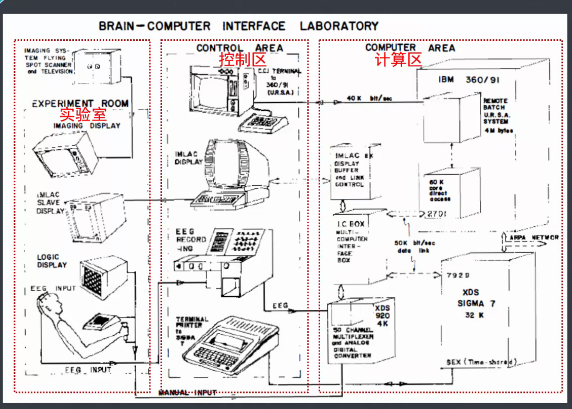 BRAIN-COMPUTER INTERFACE LABORATORY
IMAGING SYS-
TEM FLYING
SPOT SCANNER
and TELEVISION
EXPERIMENT ROOM
实验室
IMAGING DISPLAY
IMLAC
SLAVE
DISPLAY
LOGIC
DISPLAY
EEG INPUT
EEG INPUT
MANUAL INPUT
CONTROL AREA
控制区
CCI TERMINAL
to
360/91
(U.R.S.A.)
IMLAC
DISPLAY
EEG
RECORD
-ING
TERMINAL
PRINTER
to
SIGMA
7
EEG
COMPUTER AREA
计算区
IBM 360/91
40K bit/sec
REMOTE
BATCH
U.R.S.A.
SYSTEM
4M bytes
IMLAC 8K
DISPLAY
BUFFER
and LINK
CONTROL
60 K
core
direct
access
2701
I.C. BOX
MULTI-
COMPUTER
INTER-
FACE
BOX
50K bit/sec
data link
ARPA NETWOR
7929
XDS
SIGMA 7
32 K
XDS
920
4K
50 CHANNEL
MULTIPLEXER
and ANALOG
DIGITAL
CONVERTER
SEX (Time-shared)